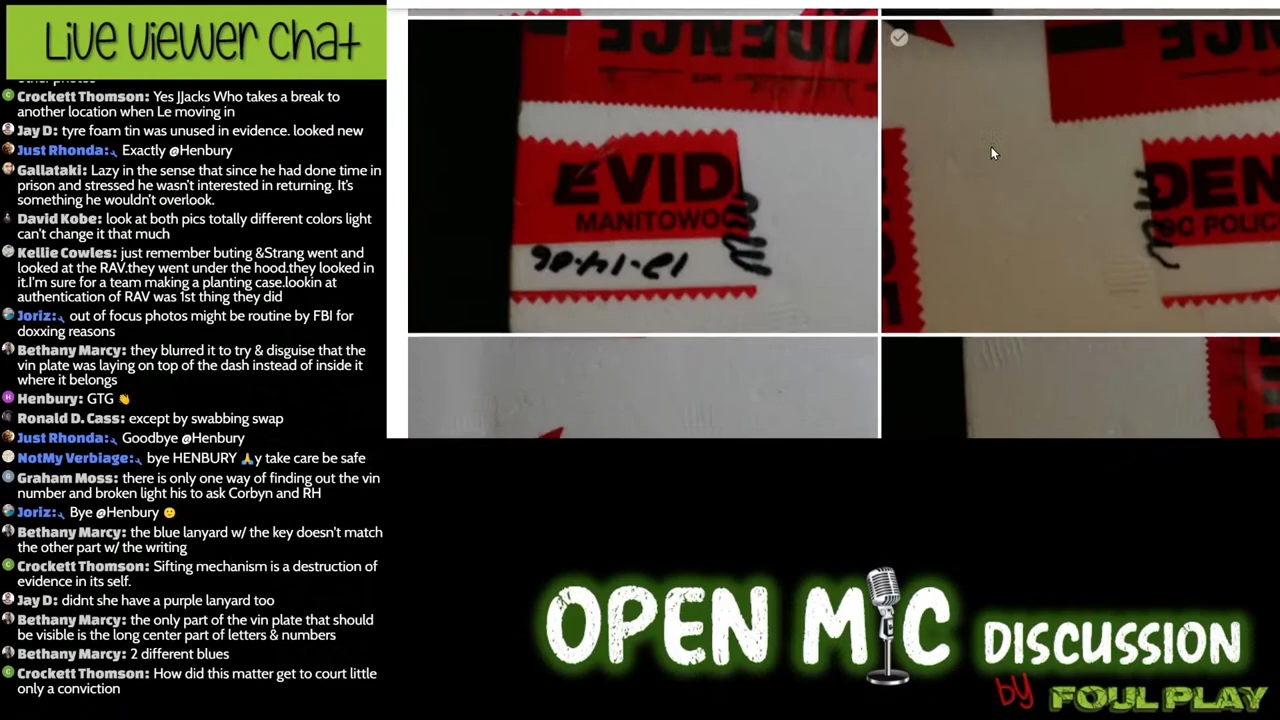 Live Viewer Chat
Crockett Thomson: Yes JJacks Who takes a break to
another location when Le moving in
Jay D: tyre foam tin was unused in evidence. looked new
Just Rhonda: Exactly @Henbury
Gallataki: Lazy in the sense that since he had done time in
prison and stressed he wasn't interested in returning. It's
something he wouldn't overlook.
David Kobe: look at both pics totally different colors light
can't change it that much
Kellie Cowles: just remember buting &Strang went and
looked at the RAV.they went under the hood.they looked in
it.I'm sure for a team making a planting case.lookin at
authentication of RAV was 1st thing they did
Joriz: out of focus photos might be routine by FBI for
doxxing reasons
Bethany Marcy: they blurred it to try & disguise that the
vin plate was laying on top of the dash instead of inside it
where it belongs
Henbury: GTG 👋
Ronald D. Cass: except by swabbing swap
Just Rhonda: Goodbye @Henbury
NotMy Verbiage: bye HENBURY 🙏y take care be safe
Graham Moss: there is only one way of finding out the vin
number and broken light his to ask Corbyn and RH
Joriz: Bye @Henbury 🙂
Bethany Marcy: the blue lanyard w/ the key doesn't match
the other part w/ the writing
Crockett Thomson: Sifting mechanism is a destruction of
evidence in its self.
Jay D: didnt she have a purple lanyard too
Bethany Marcy: the only part of the vin plate that should
be visible is the long center part of letters & numbers
Bethany Marcy: 2 different blues
Crockett Thomson: How did this matter get to court little
only a conviction
VIDENCE
EVID
MANITOWOC
12-14-06
DEN
OC POLIC
OPEN MIC
DISCUSSION
by FOUL PLAY